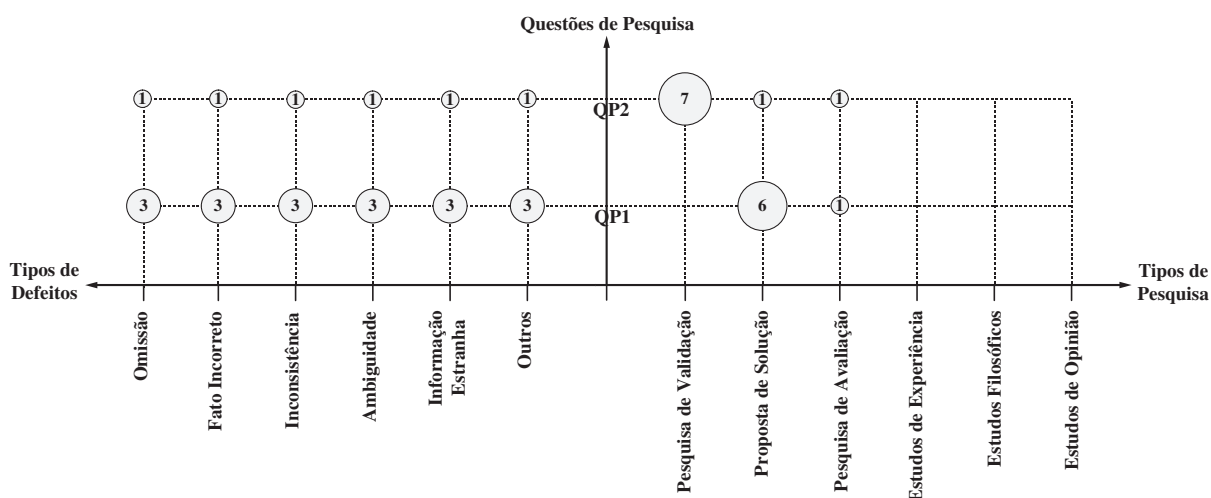 Questões de Pesquisa
1 1 1 1 1 1 7 1 1
QP2
3 3 3 3 3 3 6 1
QP1
Tipos de
Defeitos
Tipos de
Pesquisa
Omissão
Fato Incorreto
Inconsistência
Ambiguidade
Informação
Estranha
Outros
Pesquisa de Validação
Proposta de Solução
Pesquisa de Avaliação
Estudos de Experiência
Estudos Filosóficos
Estudos de Opinião